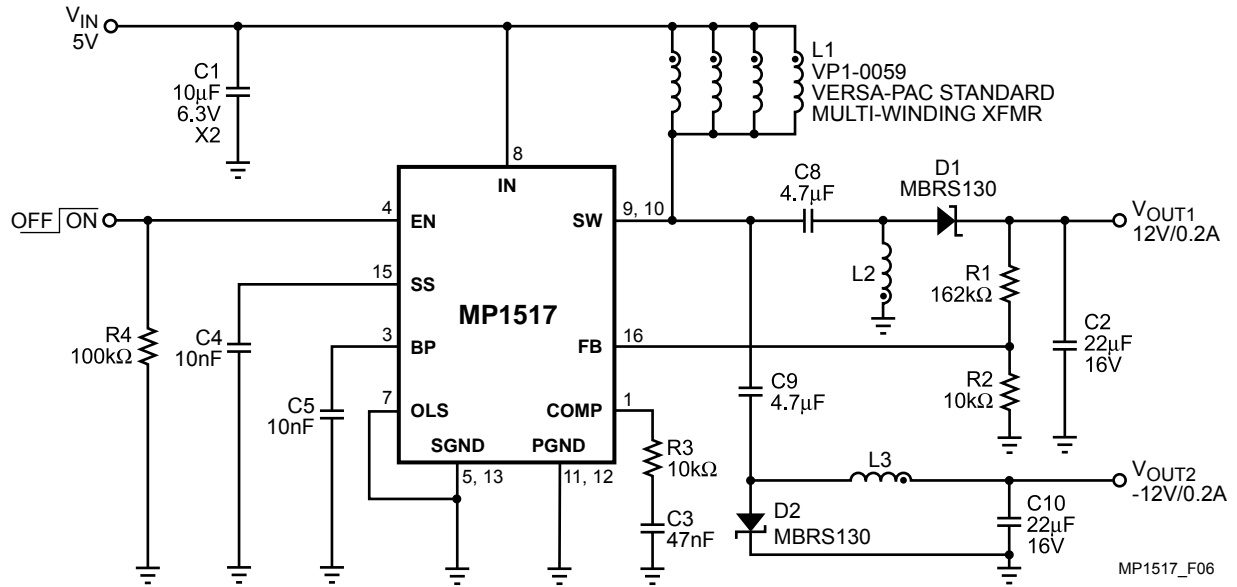 VIN
5V
C1
10µF
6.3V
X2
L1
VP1-0059
VERSA-PAC STANDARD
MULTI-WINDING XFMR
8
IN
OFF ON
4
EN
SW
9, 10
C8
4.7µF
D1
MBRS130
VOUT1
12V/0.2A
L2
R1
162kΩ
15
SS
MP1517
R4
100kΩ
C4
10nF
3
BP
FB
16
C2
22µF
16V
R2
10kΩ
C9
4.7µF
C5
10nF
7
OLS
COMP
1
SGND
PGND
5, 13
11, 12
R3
10kΩ
C3
47nF
L3
VOUT2
-12V/0.2A
D2
MBRS130
C10
22µF
16V
MP1517_F06